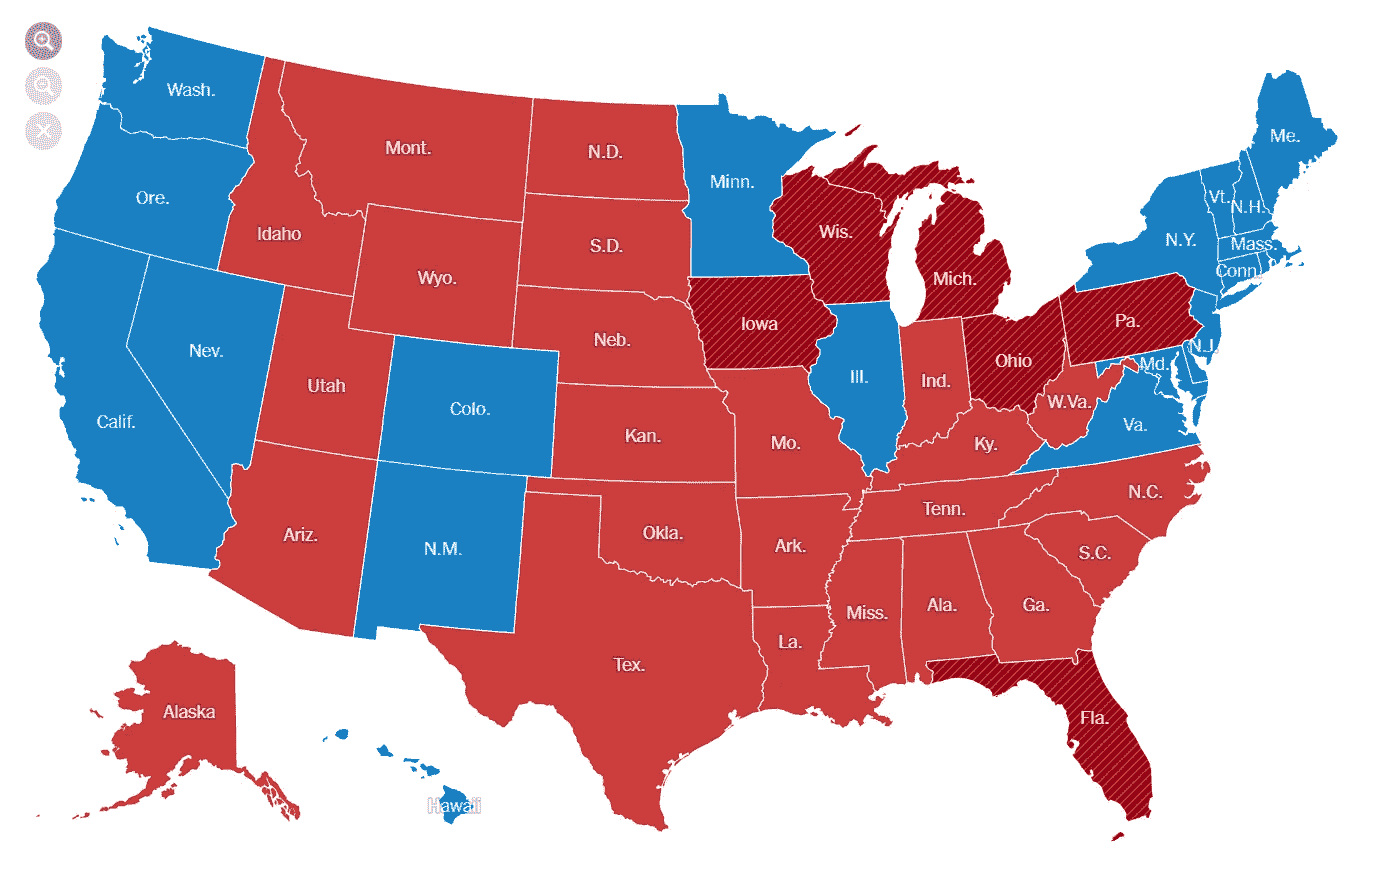 Wash.
Me.
Mont.
N.D.
Minn.
Ore.
Vt.
N.H.
Idaho
Wis.
N.Y.
S.D.
Mass.
Wyo.
Mich.
Conn.
Iowa
Pa.
Neb.
N.J.
Nev.
Ohio
Md.
Utah
Ill.
Ind.
Colo.
W.Va.
Calif.
Va.
Kan.
Mo.
Ky.
N.C.
Tenn.
Ariz.
Okla.
N.M.
Ark.
S.C.
Miss.
Ala.
Ga.
La.
Tex.
Alaska
Fla.
Hawaii